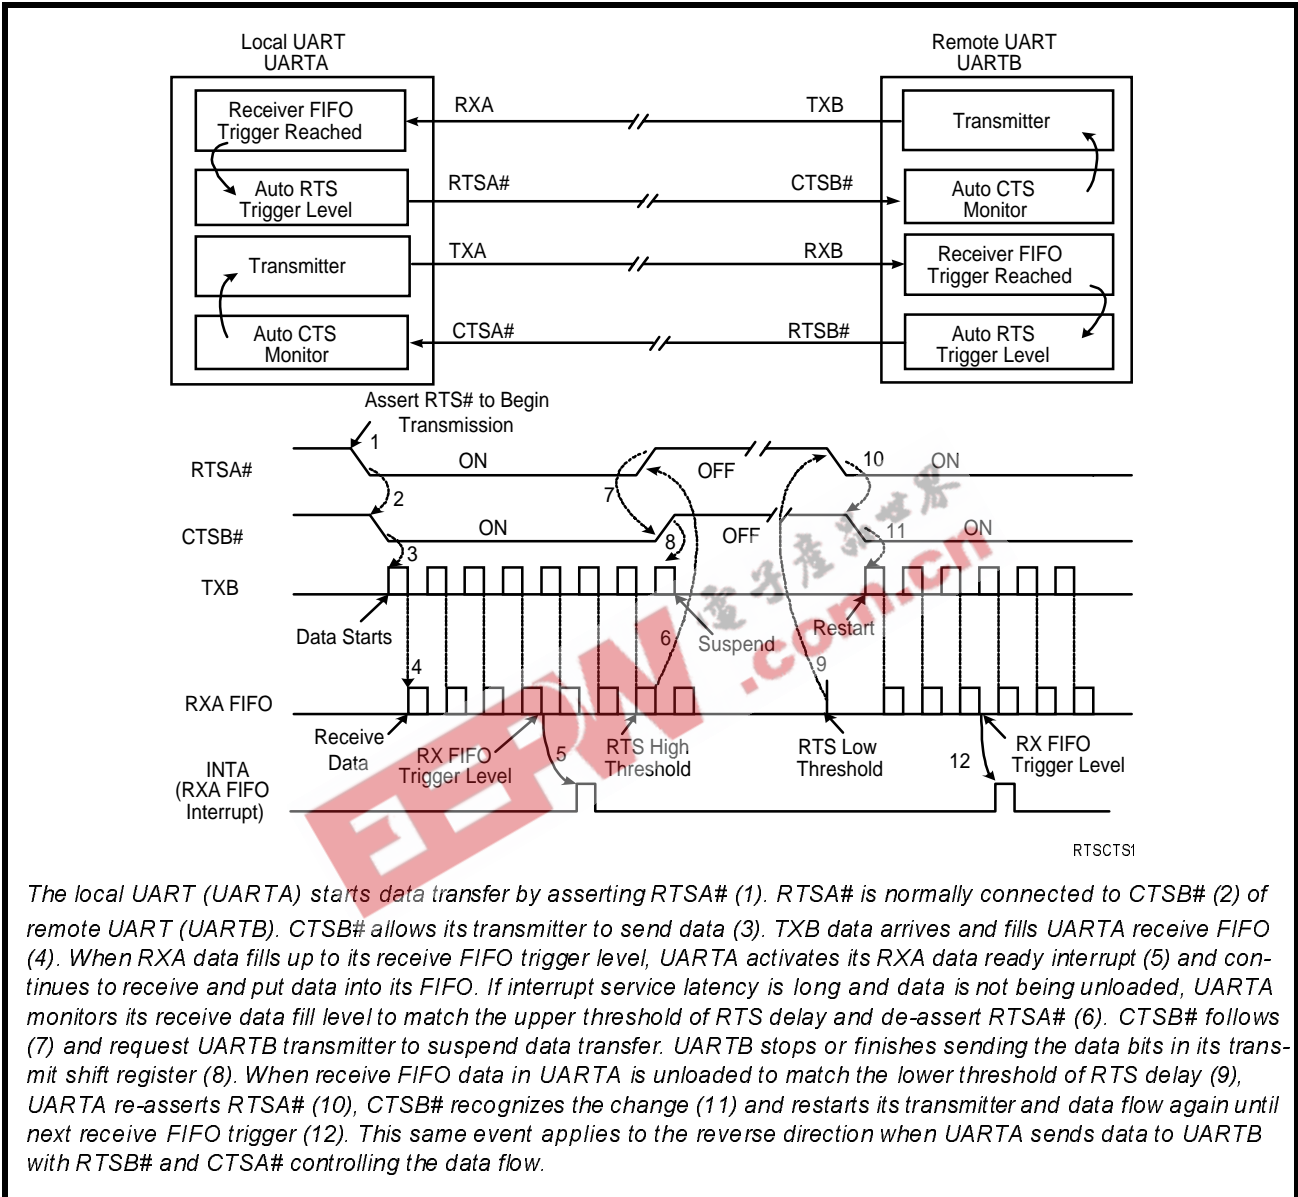 Local UART
UARTA
Remote UART
UARTB
Receiver FIFO
Trigger Reached
RXA
TXB
Transmitter
Auto RTS
Trigger Level
RTSA#
CTSB#
Auto CTS
Monitor
Transmitter
TXA
RXB
Receiver FIFO
Trigger Reached
Auto CTS
Monitor
CTSA#
RTSB#
Auto RTS
Trigger Level
Assert RTS# to Begin
Transmission
1
RTSA#
ON
7
OFF
10
ON
2
CTSB#
ON
8
OFF
11
ON
3
TXB
Data Starts
6
Suspend
Restart
電子產品世界
.com.cn
EEPW
4
9
RXA FIFO
Receive
Data
RX FIFO
Trigger Level
5
RTS High
Threshold
RTS Low
Threshold
12
RX FIFO
Trigger Level
INTA
(RXA FIFO
Interrupt)
RTSCTS1
The local UART (UARTA) starts data transfer by asserting RTSA# (1). RTSA# is normally connected to CTSB# (2) of
remote UART (UARTB). CTSB# allows its transmitter to send data (3). TXB data arrives and fills UARTA receive FIFO
(4). When RXA data fills up to its receive FIFO trigger level, UARTA activates its RXA data ready interrupt (5) and con-
tinues to receive and put data into its FIFO. If interrupt service latency is long and data is not being unloaded, UARTA
monitors its receive data fill level to match the upper threshold of RTS delay and de-assert RTSA# (6). CTSB# follows
(7) and request UARTB transmitter to suspend data transfer. UARTB stops or finishes sending the data bits in its trans-
mit shift register (8). When receive FIFO data in UARTA is unloaded to match the lower threshold of RTS delay (9),
UARTA re-asserts RTSA# (10), CTSB# recognizes the change (11) and restarts its transmitter and data flow again until
next receive FIFO trigger (12). This same event applies to the reverse direction when UARTA sends data to UARTB
with RTSB# and CTSA# controlling the data flow.